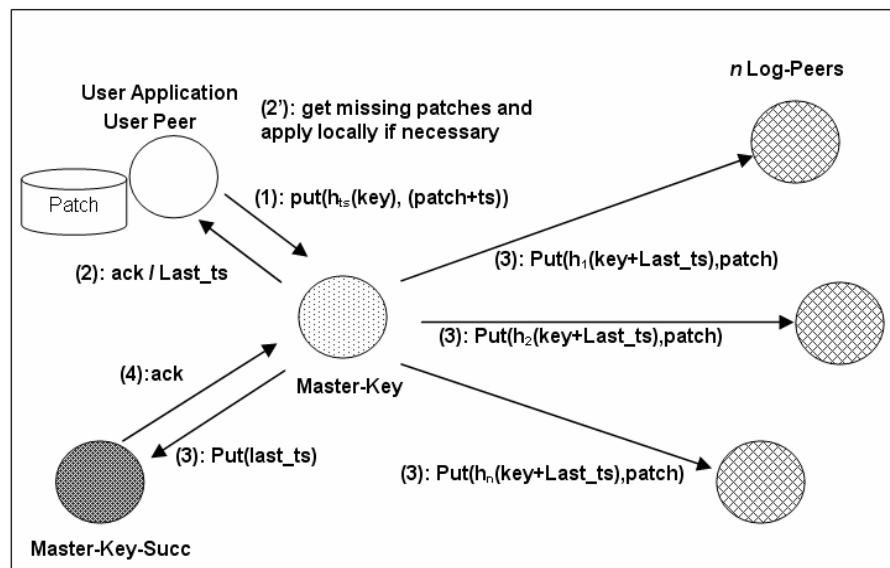 n Log-Peers
User Application
User Peer
(2'): get missing patches and
apply locally if necessary
Patch
(1): put(hts(key), (patch+ts))
(2): ack / Last_ts
(3): Put(h1(key+Last_ts),patch)
(3): Put(h2(key+Last_ts),patch)
(4):ack
Master-Key
(3): Put(last_ts)
(3): Put(hn(key+Last_ts),patch)
Master-Key-Succ